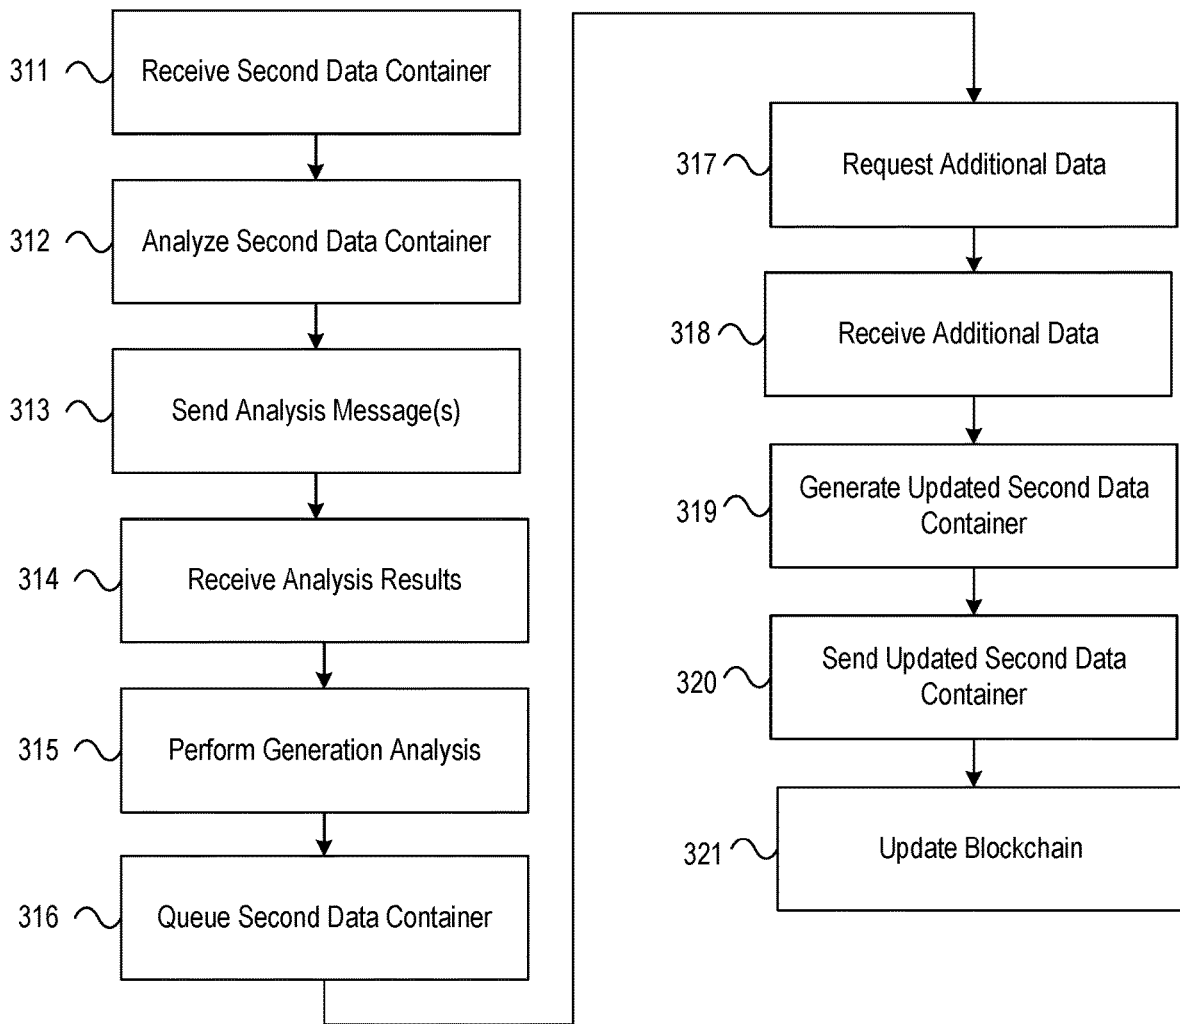 311
Receive Second Data Container
312
Analyze Second Data Container
313
Send Analysis Message(s)
314
Receive Analysis Results
315
Perform Generation Analysis
316
Queue Second Data Container
317
Request Additional Data
318
Receive Additional Data
319
Generate Updated Second Data
Container
320
Send Updated Second Data
Container
321
Update Blockchain